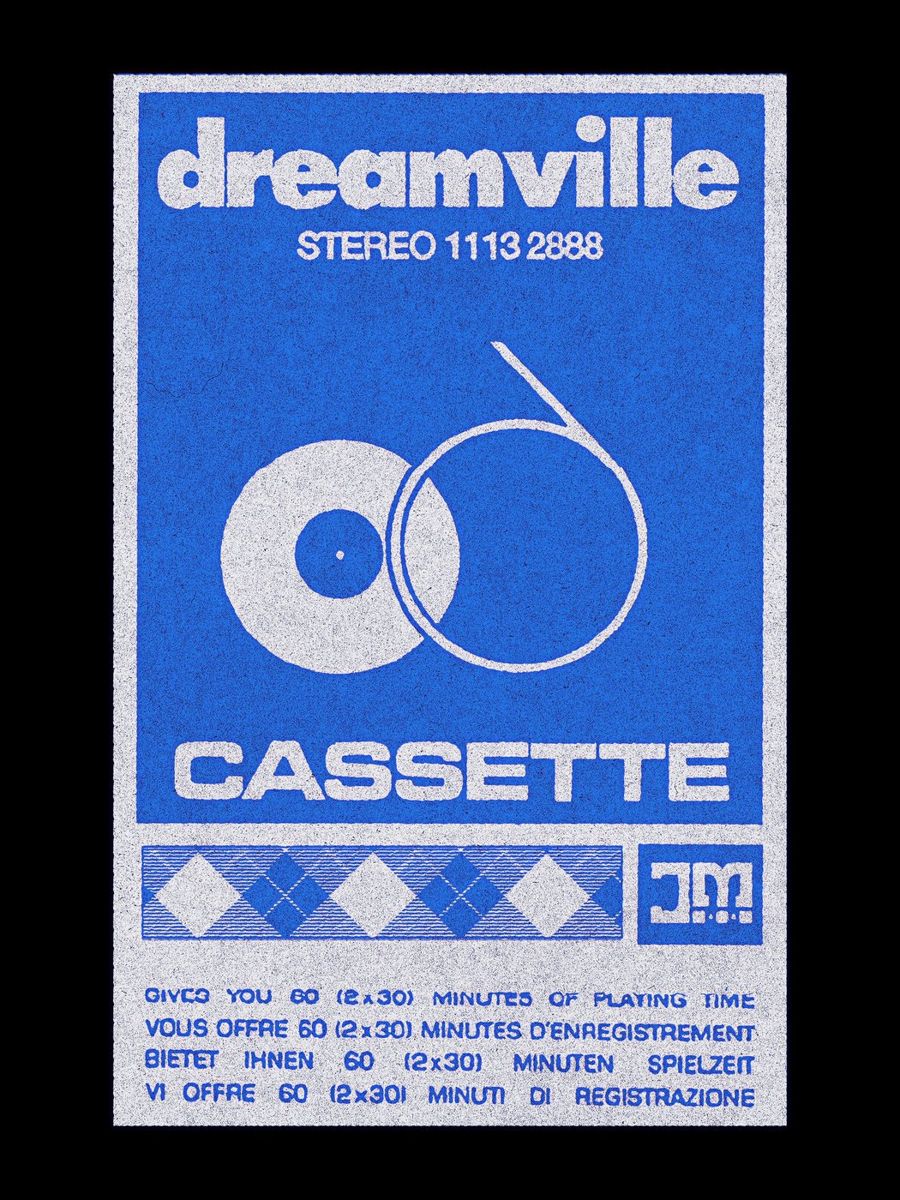 dreamville
STEREO 1113 2888
CASSETTE
J.M.
GIVES YOU 60 (2x30) MINUTES OF PLAYING TIME
VOUS OFFRE 60 (2x30) MINUTES D'ENREGISTREMENT
BIETET IHNEN 60 (2x30) MINUTEN SPIELZEIT
VI OFFRE 60 (2x30) MINUTI DI REGISTRAZIONE